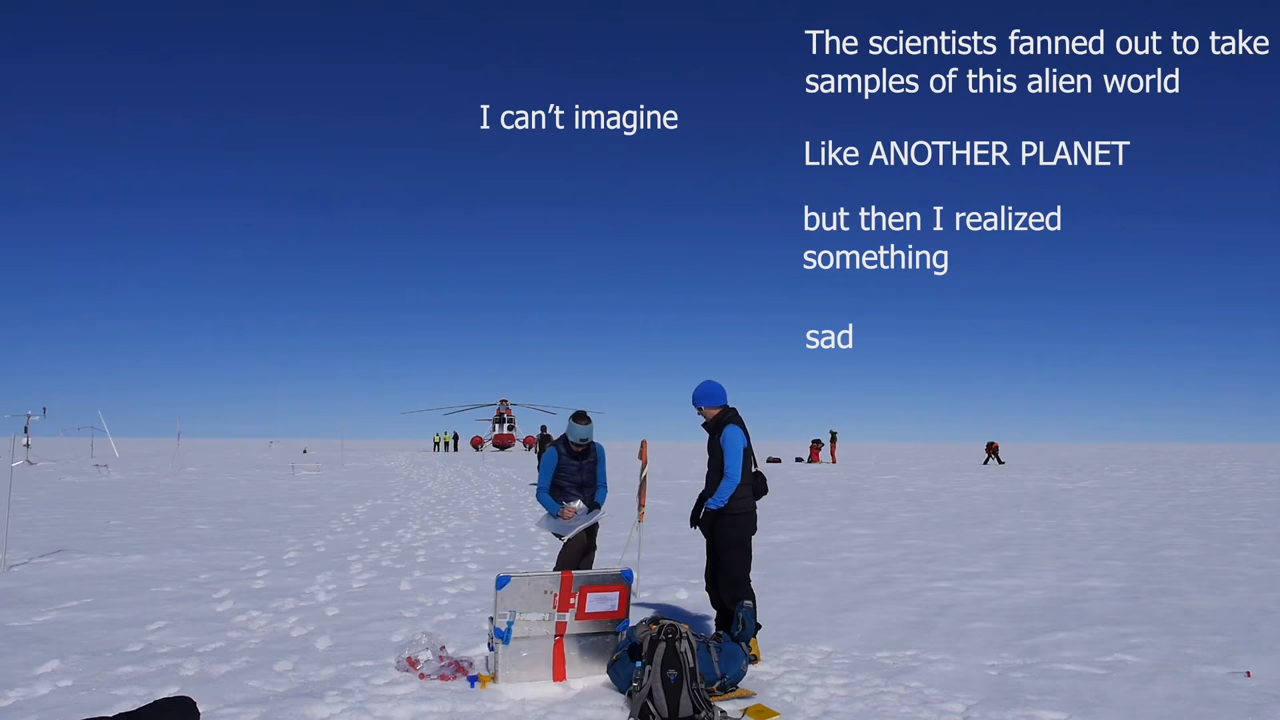 The scientists fanned out to take
samples of this alien world
I can’t imagine
Like ANOTHER PLANET
but then I realized
something
sad